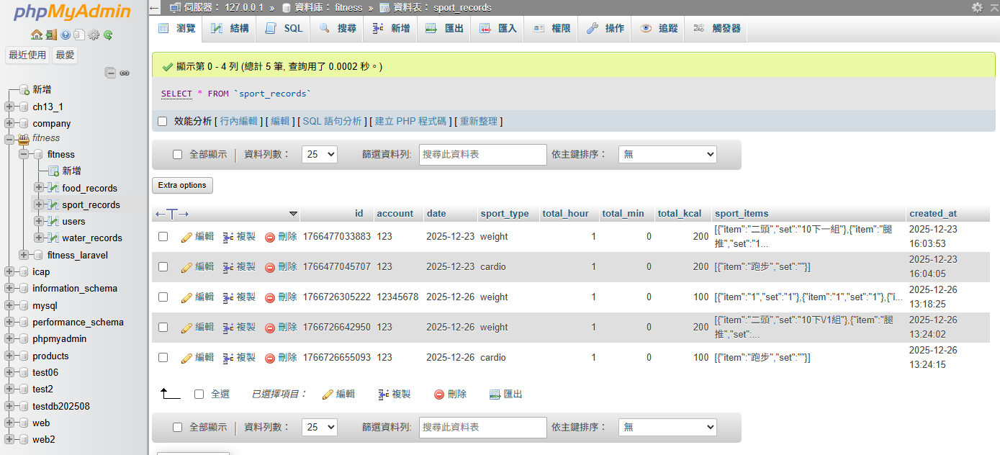 phpMyAdmin
最近使用 最愛
新增
ch13_1
company
fitness
fitness
新增
food_records
sport_records
users
water_records
fitness_laravel
icap
information_schema
mysql
performance_schema
phpmyadmin
products
test06
test2
testdb202508
web
web2
伺服器： 127.0.0.1 » 資料庫： fitness » 資料表： sport_records
瀏覽 結構 SQL 搜尋 新增 匯出 匯入 權限 操作 追蹤 觸發器
顯示第 0 - 4 列 (總計 5 筆, 查詢用了 0.0002 秒。)
SELECT * FROM `sport_records`
效能分析 [ 行內編輯 ] [ 編輯 ] [ SQL 語句分析 ] [ 建立 PHP 程式碼 ] [ 重新整理 ]
全部顯示 資料列數： 25 篩選資料列: 搜尋此資料表 依主鍵排序： 無
Extra options
←T→ id account date sport_type total_hour total_min total_kcal sport_items created_at
編輯 複製 刪除 1766477033883 123 2025-12-23 weight 1 0 200 [{"item":"二頭","set":"10下一組"},{"item":"腿 2025-12-23
推","set":"1... 16:03:53
編輯 複製 刪除 1766477045707 123 2025-12-23 cardio 1 0 200 [{"item":"跑步","set":""}] 2025-12-23
16:04:05
編輯 複製 刪除 1766726305222 12345678 2025-12-26 weight 1 0 100 [{"item":"1","set":"1"},{"item":"1","set":"1"},{"i... 2025-12-26
13:18:25
編輯 複製 刪除 1766726642950 123 2025-12-26 weight 1 0 200 [{"item":"二頭","set":"10下\/1組"},{"item":"腿 2025-12-26
推","set":... 13:24:02
編輯 複製 刪除 1766726655093 123 2025-12-26 cardio 1 0 100 [{"item":"跑步","set":""}] 2025-12-26
13:24:15
全選 已選擇項目： 編輯 複製 刪除 匯出
全部顯示 資料列數： 25 篩選資料列: 搜尋此資料表 依主鍵排序： 無